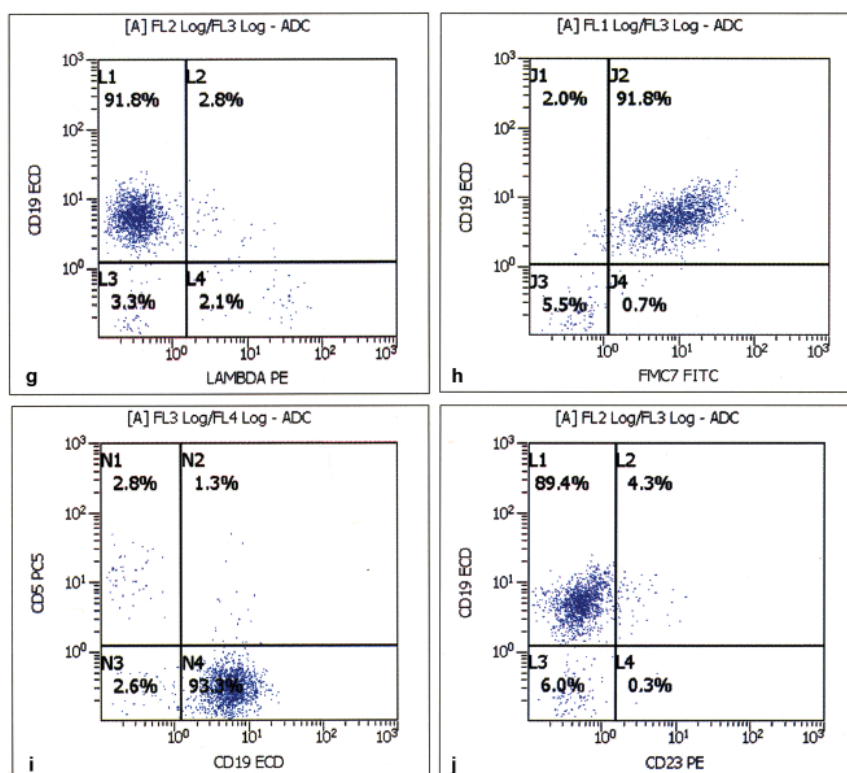 [A] FL2 Log/FL3 Log - ADC
10³
10²
10¹
10⁰
CD19 ECD
L1
91.8%
L2
2.8%
L3
3.3%
L4
2.1%
10⁰ 10¹ 10² 10³
LAMBDA PE
g
[A] FL1 Log/FL3 Log - ADC
10³
10²
10¹
10⁰
CD19 ECD
J1
2.0%
J2
91.8%
J3
5.5%
J4
0.7%
10⁰ 10¹ 10² 10³
FMC7 FITC
h
[A] FL3 Log/FL4 Log - ADC
10³
10²
10¹
10⁰
CD5 PC5
N1
2.8%
N2
1.3%
N3
2.6%
N4
93.3%
10⁰ 10¹ 10² 10³
CD19 ECD
i
[A] FL2 Log/FL3 Log - ADC
10³
10²
10¹
10⁰
CD19 ECD
L1
89.4%
L2
4.3%
L3
6.0%
L4
0.3%
10⁰ 10¹ 10² 10³
CD23 PE
j